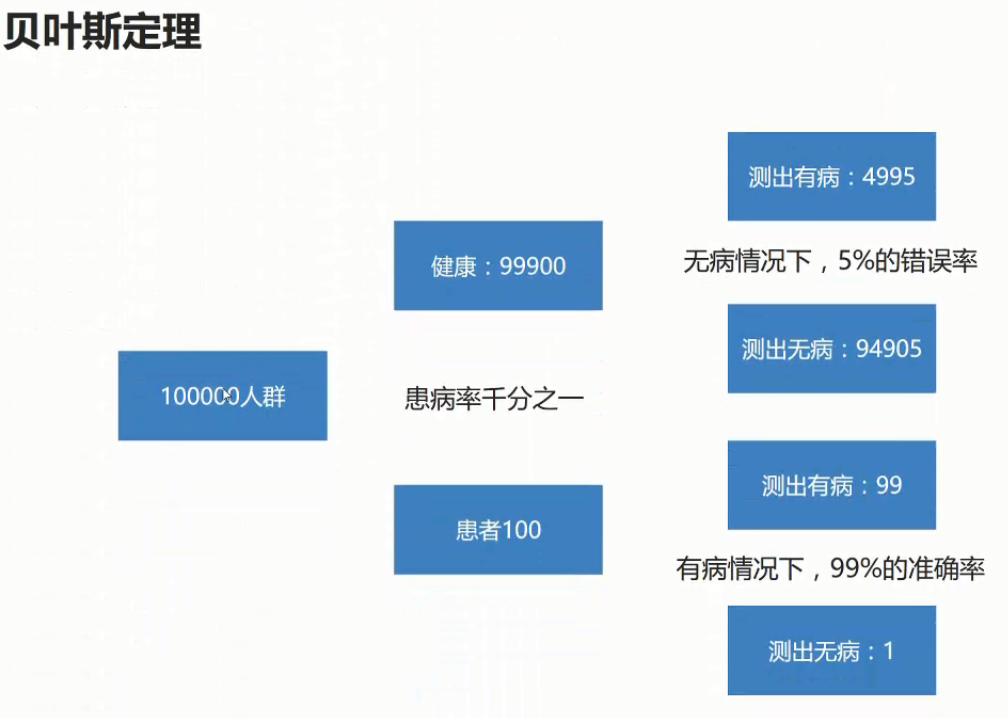 贝叶斯定理
测出有病：4995
健康：99900
无病情况下，5%的错误率
测出无病：94905
100000人群
患病率千分之一
测出有病：99
患者100
有病情况下，99%的准确率
测出无病：1